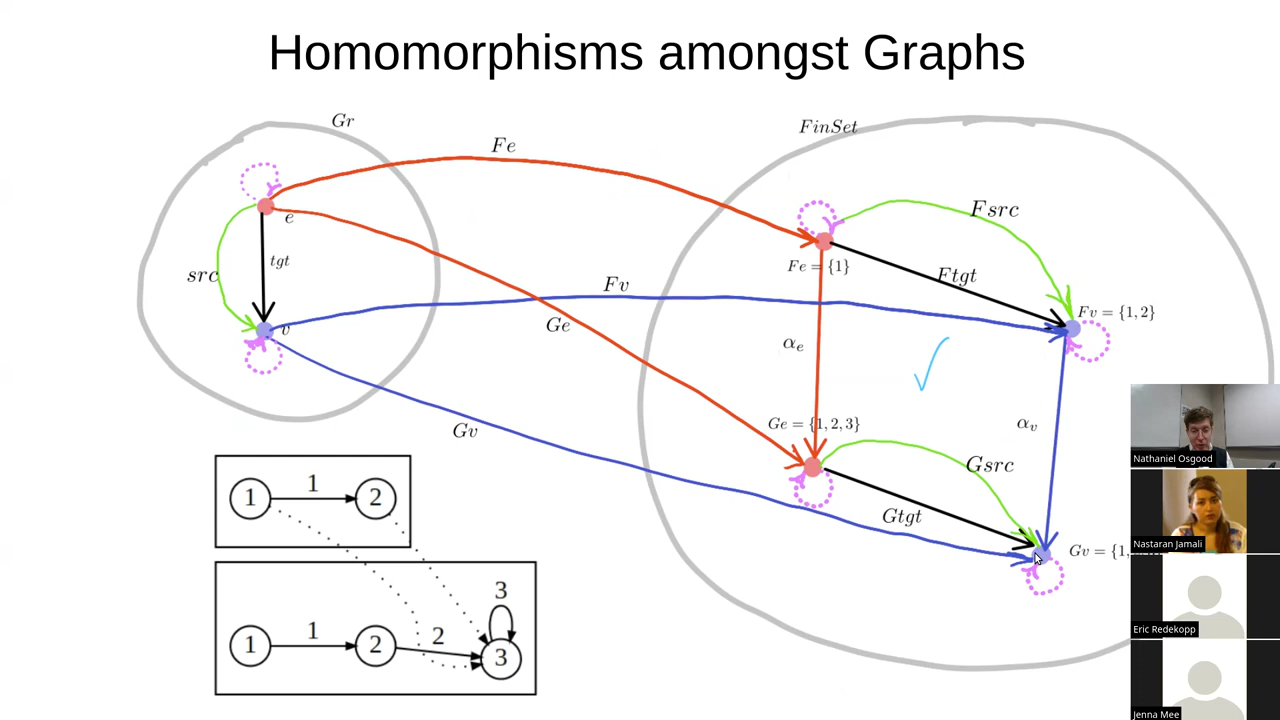 Homomorphisms amongst Graphs
Gr
FinSet
Fe
e
src
tgt
v
Fv
Ge
Gv
Fsrc
Ftgt
Fe = {1}
Fv = {1, 2}
αe
αv
Ge = {1, 2, 3}
Gsrc
Gtgt
Gv = {1,
1 1 2
3
1 1 2 2 3
Nathaniel Osgood
Nastaran Jamali
Eric Redekopp
Jenna Mee